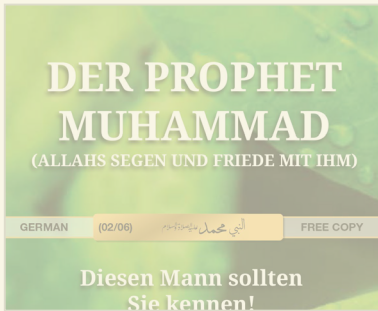 DER PROPHET
MUHAMMAD
(ALLAHS SEGEN UND FRIEDE MIT IHM)
GERMAN (02/06) النبي محمد FREE COPY
Diesen Mann sollten
Sie kennen!